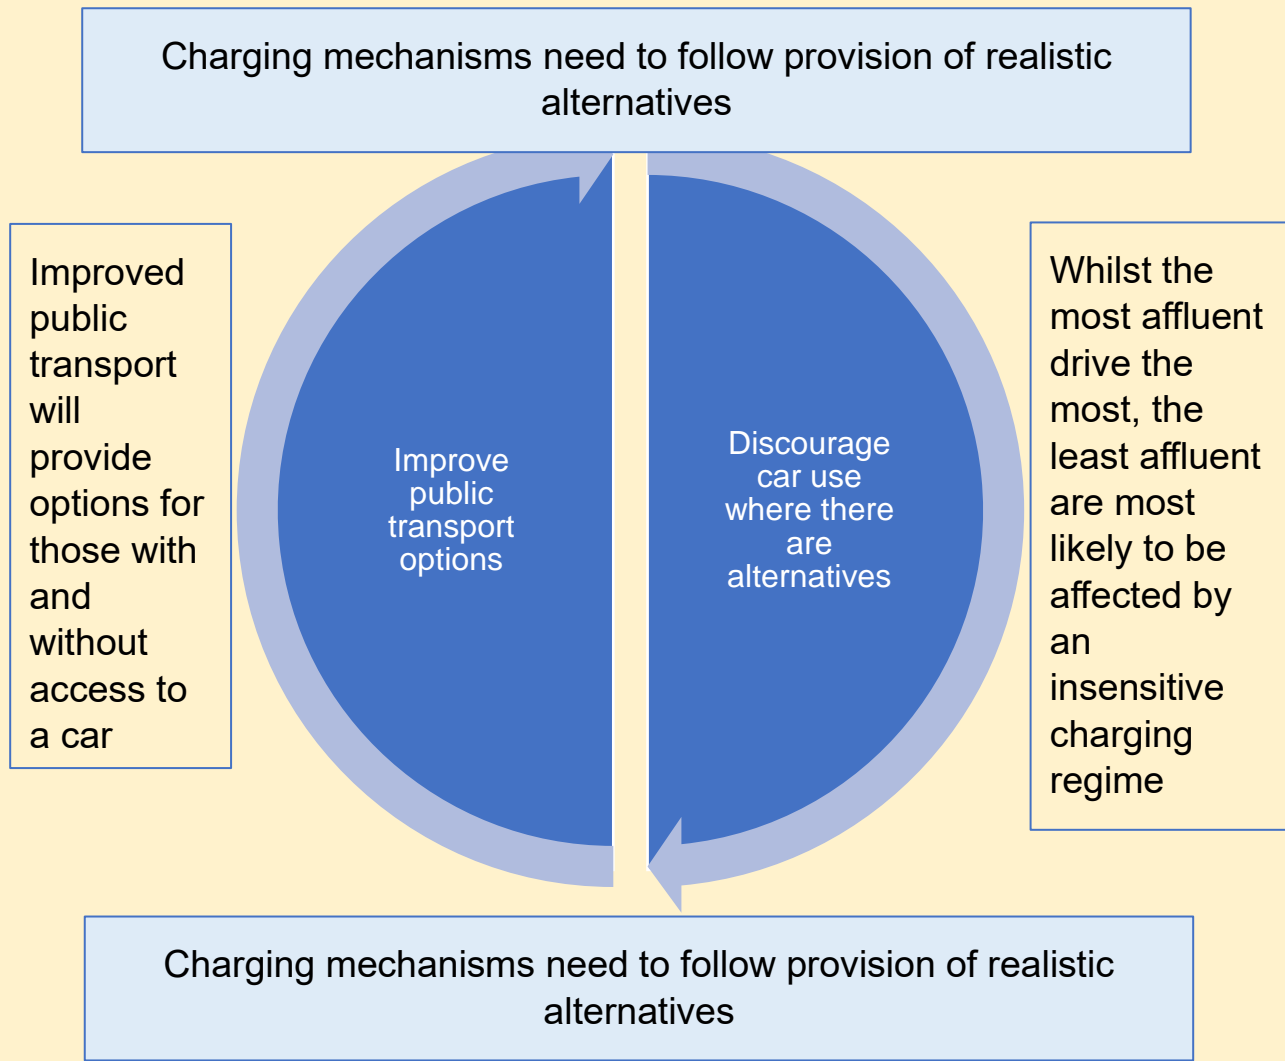 Charging mechanisms need to follow provision of realistic
alternatives
Improved
public
transport
will
provide
options for
those with
and
without
access to
a car
Improve
public
transport
options
Discourage
car use
where there
are
alternatives
Whilst the
most affluent
drive the
most, the
least affluent
are most
likely to be
affected by
an
insensitive
charging
regime
Charging mechanisms need to follow provision of realistic
alternatives